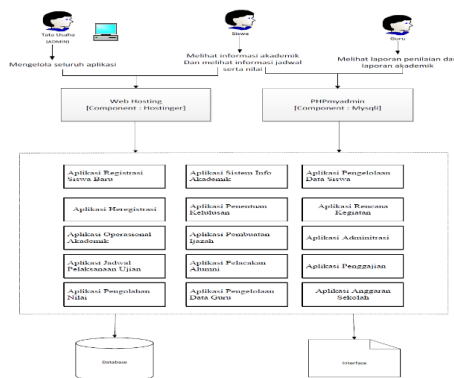 Tata Usaha
(ADMIN)
Siswa
Guru
Mengelola seluruh aplikasi
Melihat informasi akademik
Dan melihat informasi jadwal
serta nilai
Melihat laporan penilaian dan
laporan akademik
Web Hosting
[Component : Hostinger]
PHPmyadmin
[Component : Mysqli]
Aplikasi Registrasi
Siswa Baru
Aplikasi Sistem Info
Akademik
Aplikasi Pengelolaan
Data Siswa
Aplikasi Heregistrasi
Aplikasi Penentuan
Kelulusan
Aplikasi Rencana
Kegiatan
Aplikasi Operasional
Akademik
Aplikasi Pembuatan
Ijazah
Aplikasi Adminitrasi
Aplikasi Jadwal
Pelaksanaan Ujian
Aplikasi Pelacakan
Alumni
Aplikasi Penggajian
Aplikasi Pengolahan
Nilai
Aplikasi Pengelolaan
Data Guru
Aplikasi Anggaran
Sekolah
Database
Interface